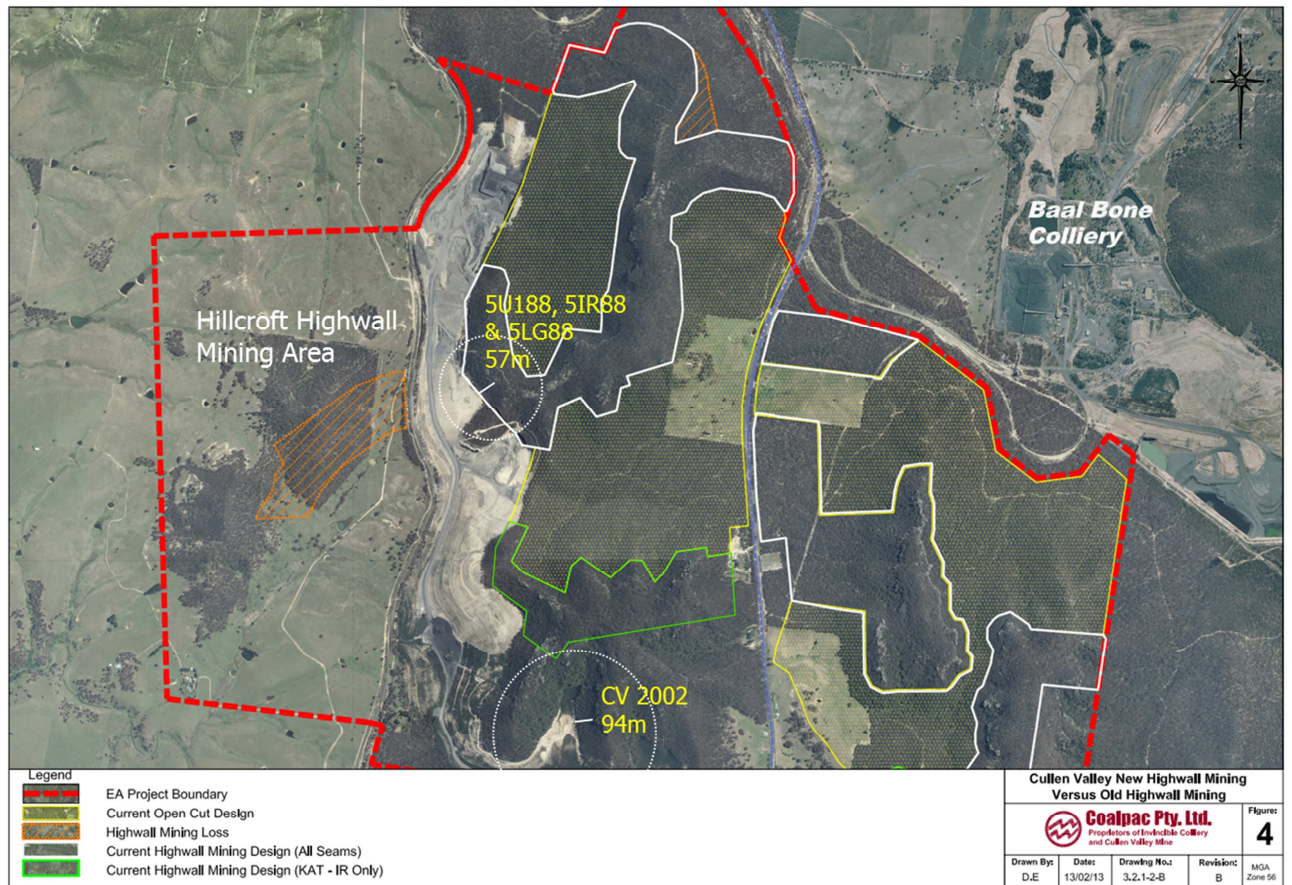 Baal Bone
Colliery
Hillcroft Highwall
Mining Area
5U188, 5IR88
& 5LG88
57m
CV 2002
94m
Legend
EA Project Boundary
Current Open Cut Design
Highwall Mining Loss
Current Highwall Mining Design (All Seams)
Current Highwall Mining Design (KAT - IR Only)
Cullen Valley New Highwall Mining
Versus Old Highwall Mining
Coalpac Pty. Ltd.
Proprietors of Invincible Colliery
and Cullen Valley Mine
Figure:
4
Drawn By:
D.E
Date:
13/02/13
Drawing No.:
3.2.1-2-B
Revision:
B
MGA
Zone 56